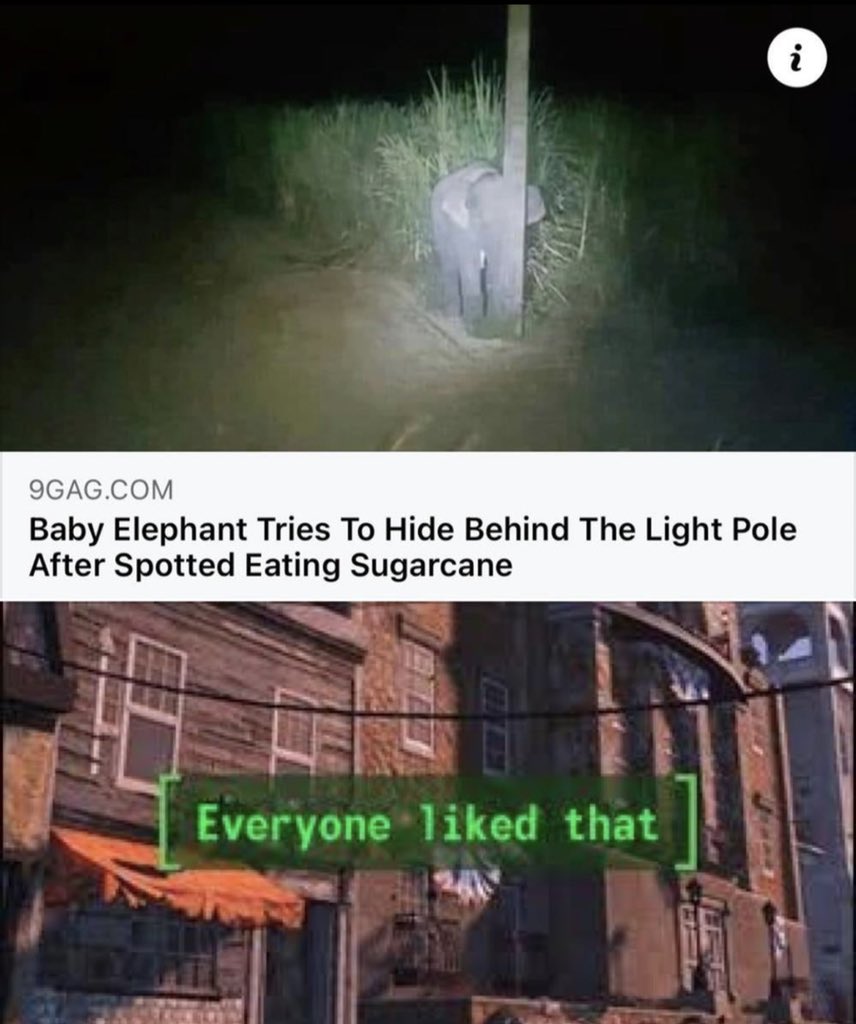 i
9GAG.COM
Baby Elephant Tries To Hide Behind The Light Pole
After Spotted Eating Sugarcane
[Everyone liked that]